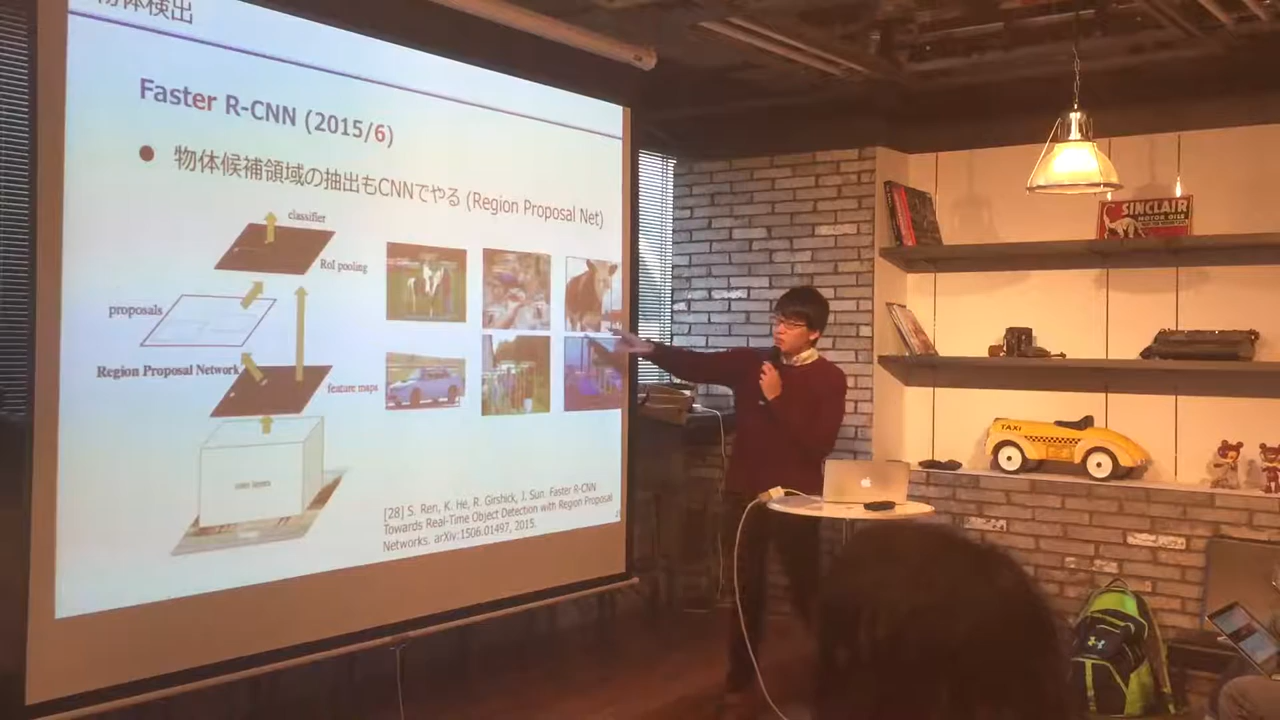 物体検出
Faster R-CNN (2015/6)
物体候補領域の抽出もCNNでやる (Region Proposal Net)
classifier
RoI pooling
proposals
Region Proposal Network
feature maps
[28] S. Ren, K. He, R. Girshick, J. Sun. Faster R-CNN
Towards Real-Time Object Detection with Region Proposal
Networks. arXiv:1506.01497, 2015.
SINCLAIR
MOTOR OILS
TAXI